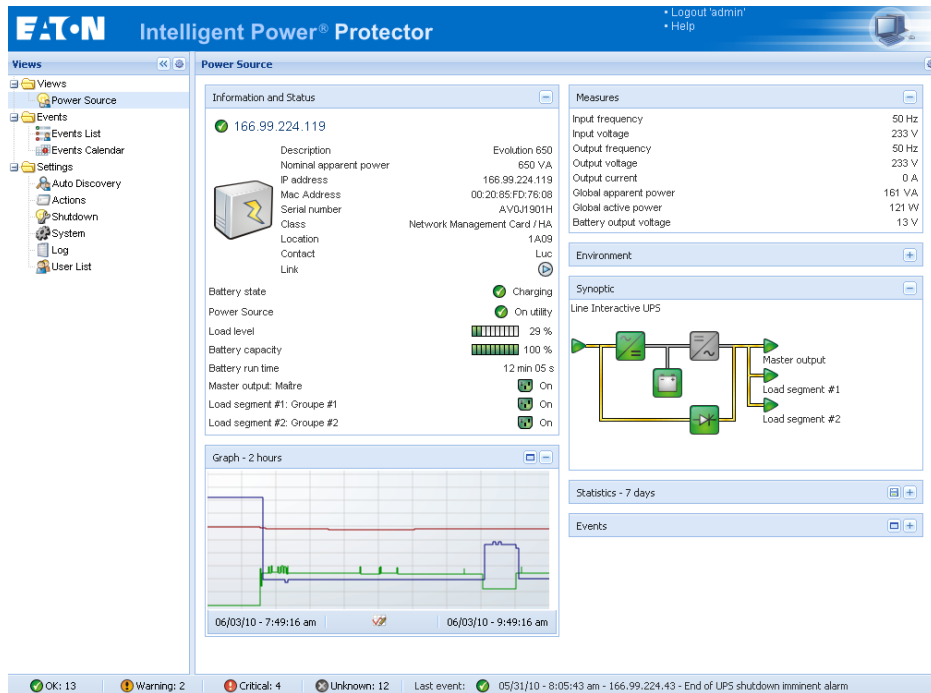 EATON Intelligent Power® Protector
• Logout 'admin'
• Help
Views
Views
Power Source
Events
Events List
Events Calendar
Settings
Auto Discovery
Actions
Shutdown
System
Log
User List
Power Source
Information and Status
166.99.224.119
Description Evolution 650
Nominal apparent power 650 VA
IP address 166.99.224.119
Mac Address 00:20:85:FD:76:08
Serial number AV0J1901H
Class Network Management Card / HA
Location 1A09
Contact Luc
Link
Battery state Charging
Power Source On utility
Load level 29 %
Battery capacity 100 %
Battery run time 12 min 05 s
Master output: Maître On
Load segment #1: Groupe #1 On
Load segment #2: Groupe #2 On
Graph - 2 hours
06/03/10 - 7:49:16 am 06/03/10 - 9:49:16 am
Measures
Input frequency 50 Hz
Input voltage 233 V
Output frequency 50 Hz
Output voltage 233 V
Output current 0 A
Global apparent power 161 VA
Global active power 121 W
Battery output voltage 13 V
Environment
Synoptic
Line Interactive UPS
Master output
Load segment #1
Load segment #2
Statistics - 7 days
Events
OK: 13 Warning: 2 Critical: 4 Unknown: 12 Last event: 05/31/10 - 8:05:43 am - 166.99.224.43 - End of UPS shutdown imminent alarm